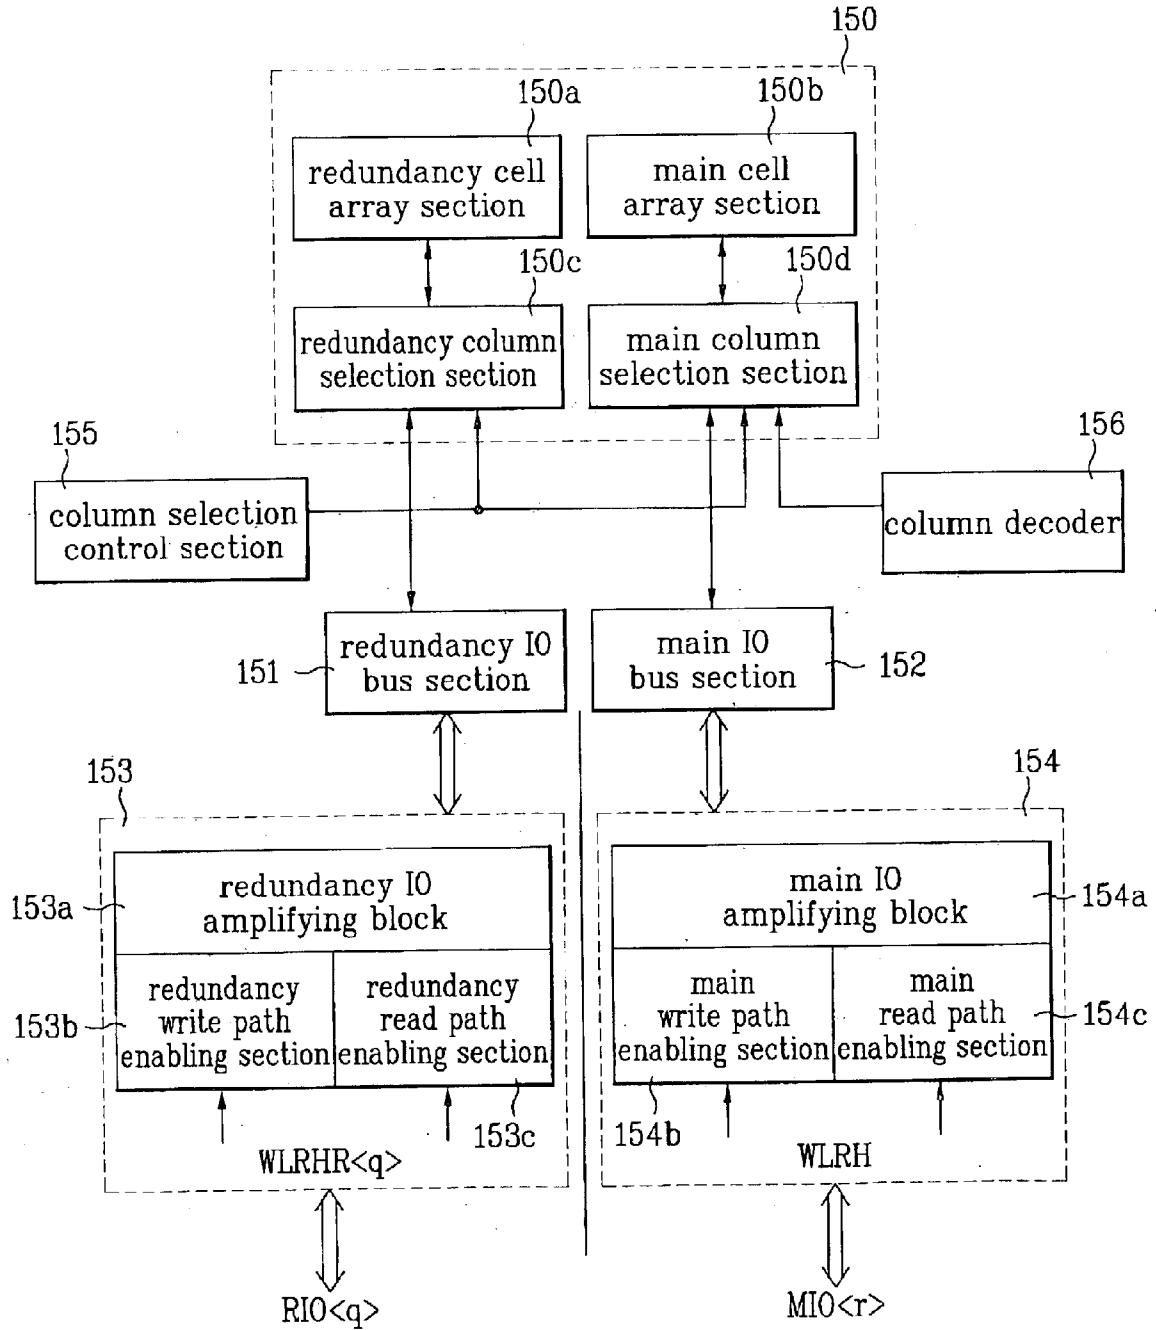 150
150a
150b
redundancy cell
array section
main cell
array section
150c
150d
redundancy column
selection section
main column
selection section
155
156
column selection
control section
column decoder
151
redundancy IO
bus section
main IO
bus section
152
153
154
153a
redundancy IO
amplifying block
main IO
amplifying block
154a
153b
redundancy
write path
enabling section
redundancy
read path
enabling section
main
write path
enabling section
main
read path
enabling section
154c
153c
154b
WLRHR<q>
WLRH
RIO<q>
MIO<r>